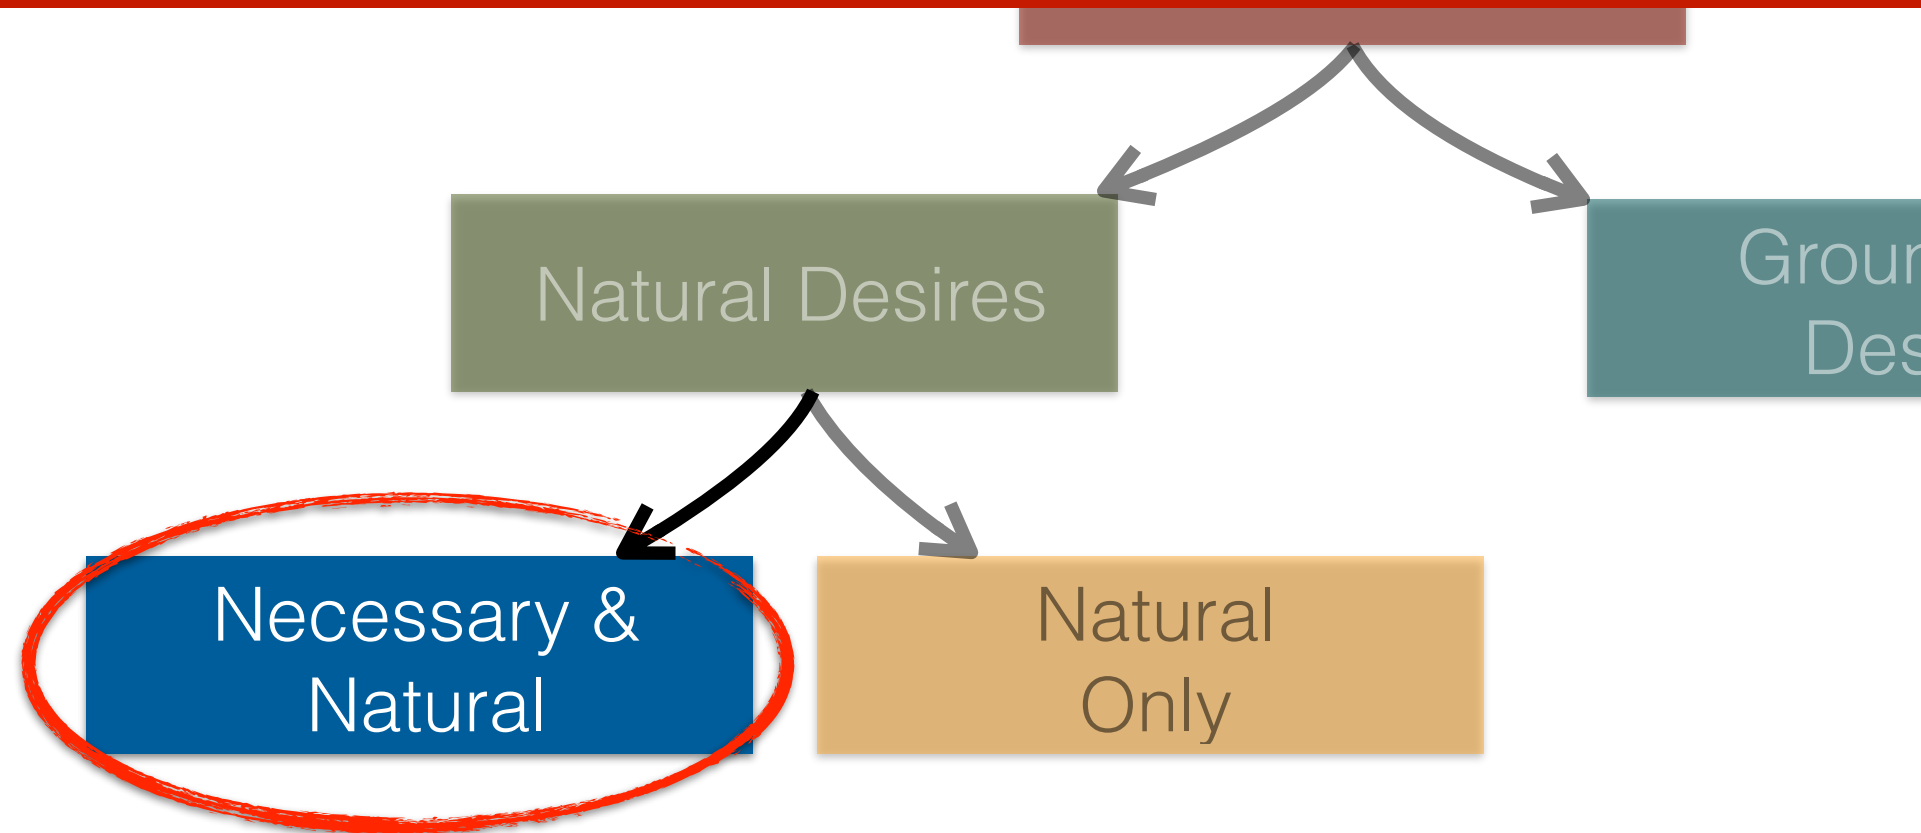 Natural Desires
Necessary &
Natural
Natural
Only